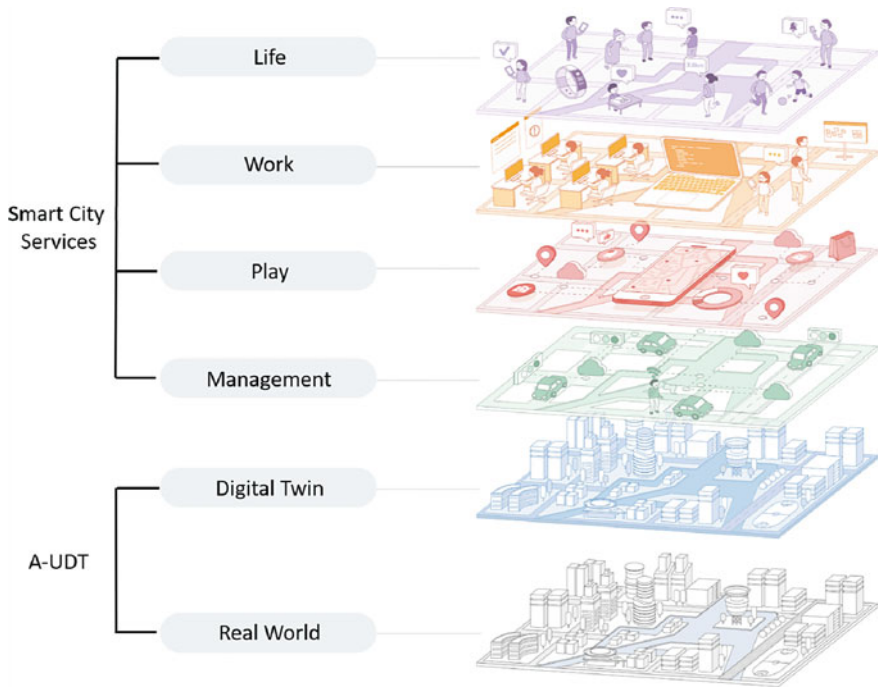 Life
Work
Smart City
Services
Play
Management
Digital Twin
A-UDT
Real World